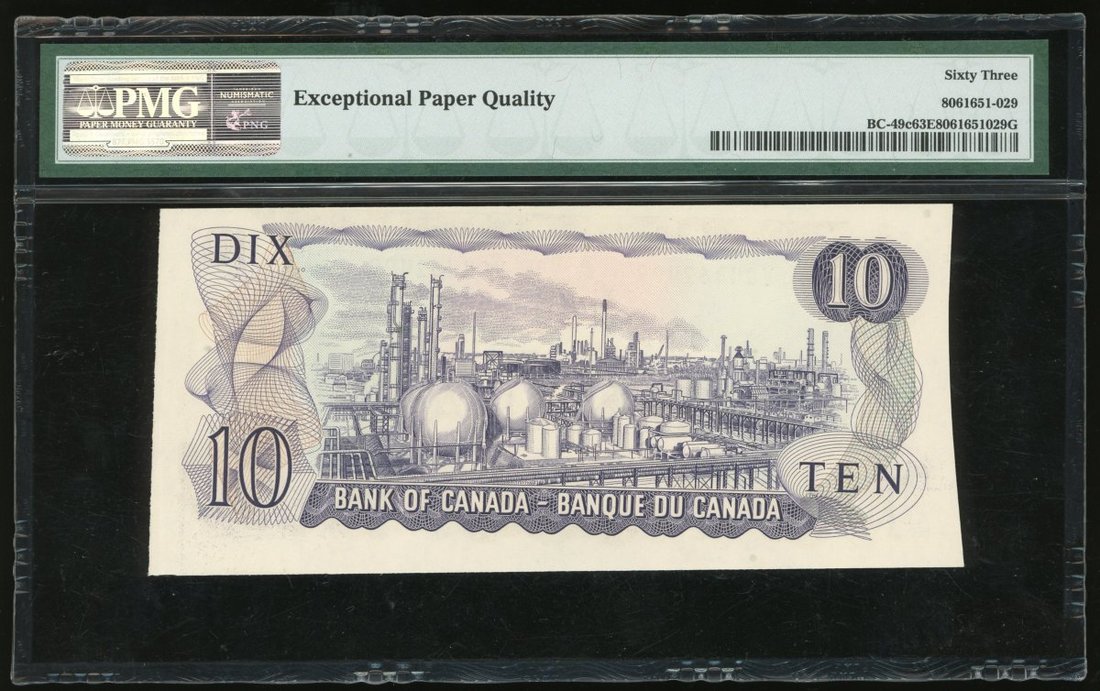 PMG
PAPER MONEY GUARANTY
NUMISMATIC
PNG
Exceptional Paper Quality
Sixty Three
8061651-029
BC-49c63E8061651029G
DIX
10
10
TEN
BANK OF CANADA - BANQUE DU CANADA